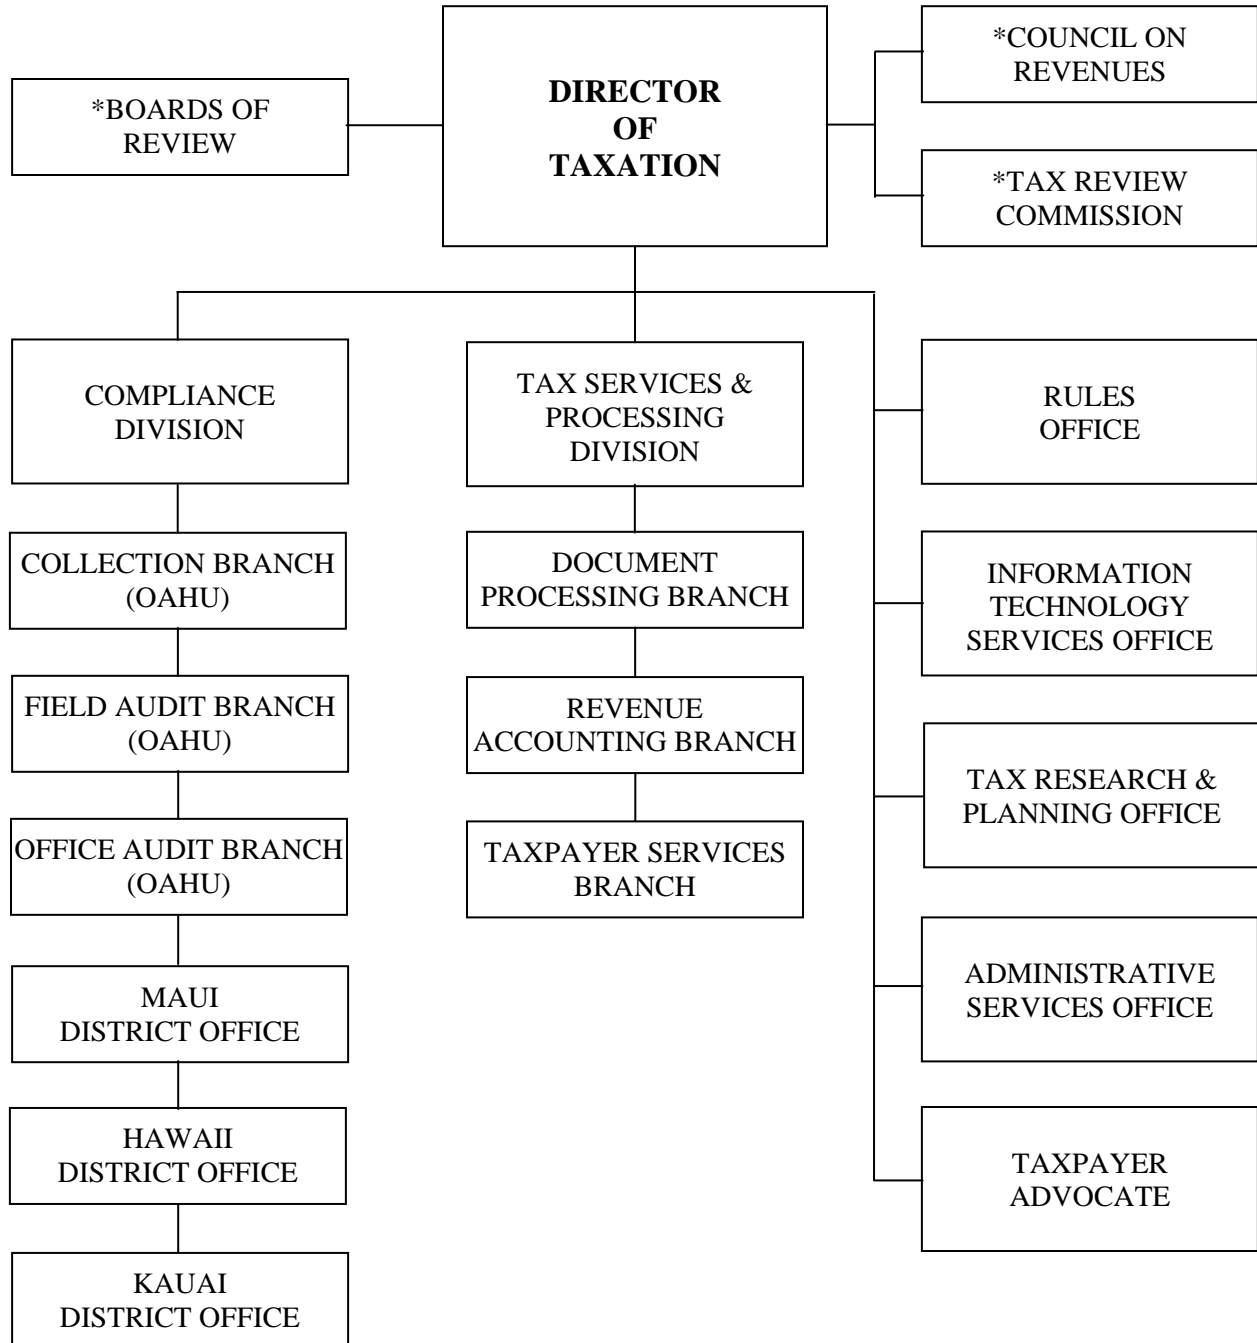 *BOARDS OF
REVIEW
DIRECTOR
OF
TAXATION
*COUNCIL ON
REVENUES
*TAX REVIEW
COMMISSION
COMPLIANCE
DIVISION
COLLECTION BRANCH
(OAHU)
FIELD AUDIT BRANCH
(OAHU)
OFFICE AUDIT BRANCH
(OAHU)
MAUI
DISTRICT OFFICE
HAWAII
DISTRICT OFFICE
KAUAI
DISTRICT OFFICE
TAX SERVICES &
PROCESSING
DIVISION
DOCUMENT
PROCESSING BRANCH
REVENUE
ACCOUNTING BRANCH
TAXPAYER SERVICES
BRANCH
RULES
OFFICE
INFORMATION
TECHNOLOGY
SERVICES OFFICE
TAX RESEARCH &
PLANNING OFFICE
ADMINISTRATIVE
SERVICES OFFICE
TAXPAYER
ADVOCATE